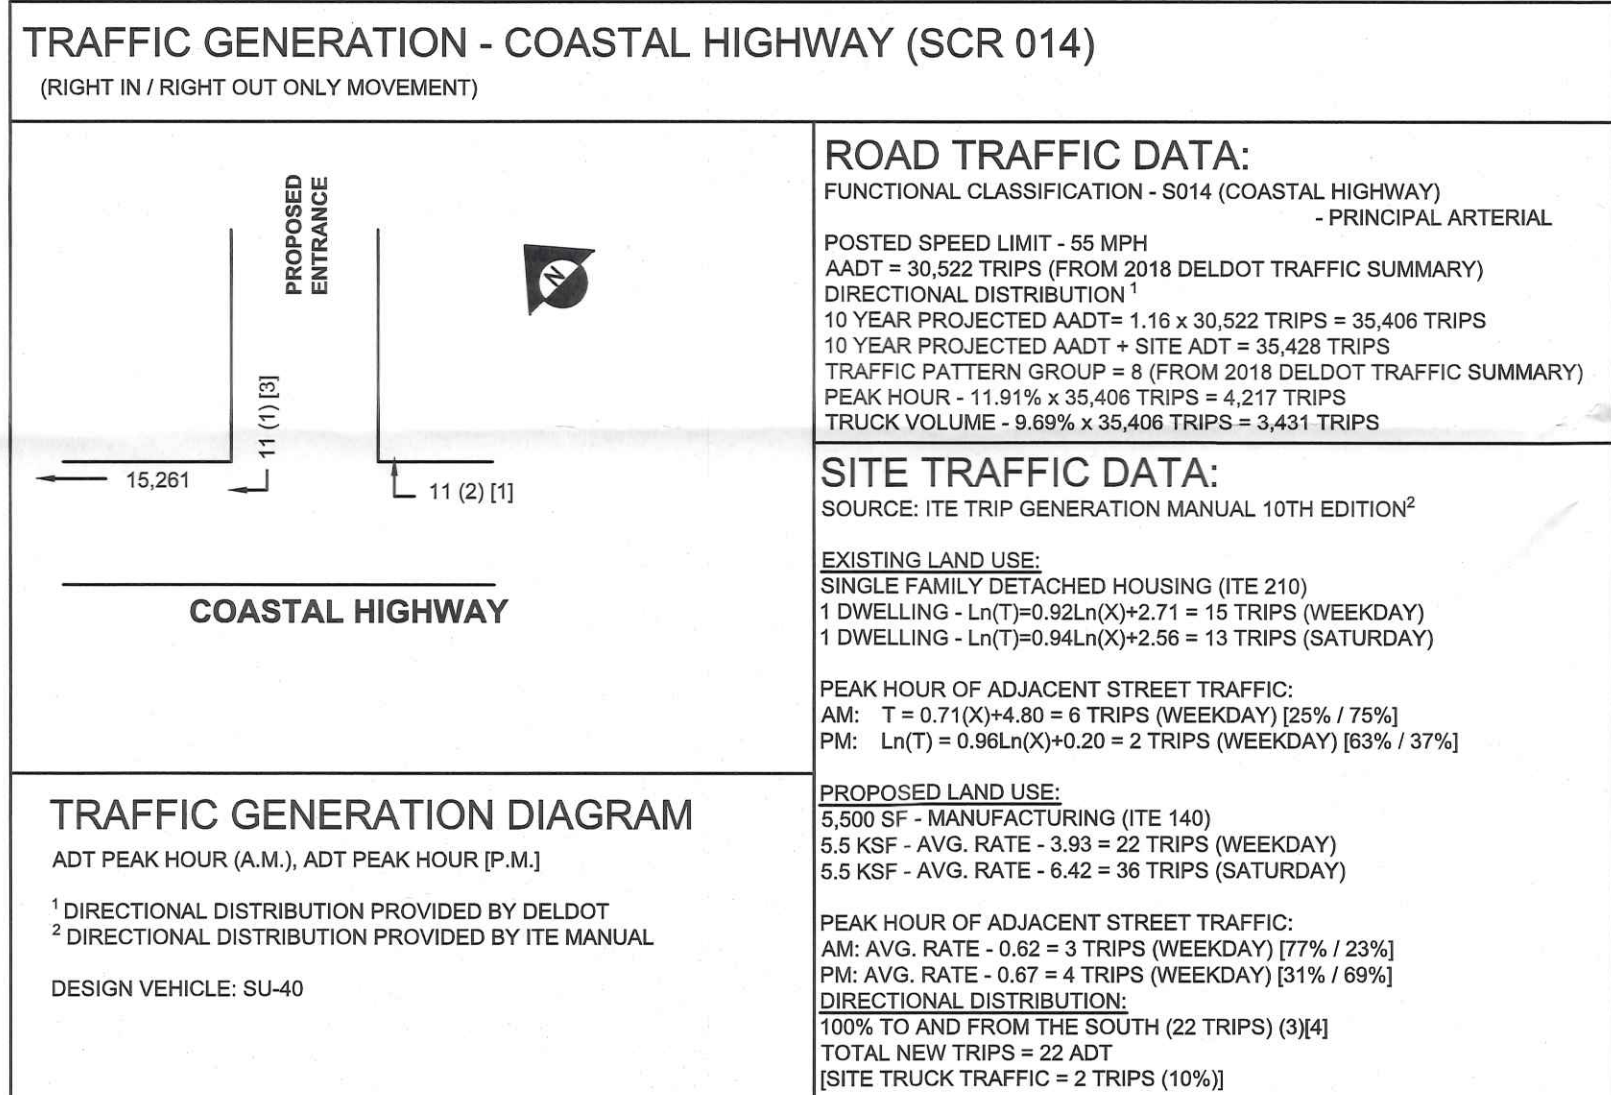 TRAFFIC GENERATION - COASTAL HIGHWAY (SCR 014)
(RIGHT IN / RIGHT OUT ONLY MOVEMENT)
PROPOSED
ENTRANCE
N
11 (1) [3]
15,261
11 (2) [1]
COASTAL HIGHWAY
TRAFFIC GENERATION DIAGRAM
ADT PEAK HOUR (A.M.), ADT PEAK HOUR [P.M.]
1 DIRECTIONAL DISTRIBUTION PROVIDED BY DELDOT
2 DIRECTIONAL DISTRIBUTION PROVIDED BY ITE MANUAL
DESIGN VEHICLE: SU-40
ROAD TRAFFIC DATA:
FUNCTIONAL CLASSIFICATION - S014 (COASTAL HIGHWAY)
- PRINCIPAL ARTERIAL
POSTED SPEED LIMIT - 55 MPH
AADT = 30,522 TRIPS (FROM 2018 DELDOT TRAFFIC SUMMARY)
DIRECTIONAL DISTRIBUTION 1
10 YEAR PROJECTED AADT= 1.16 x 30,522 TRIPS = 35,406 TRIPS
10 YEAR PROJECTED AADT + SITE ADT = 35,428 TRIPS
TRAFFIC PATTERN GROUP = 8 (FROM 2018 DELDOT TRAFFIC SUMMARY)
PEAK HOUR - 11.91% x 35,406 TRIPS = 4,217 TRIPS
TRUCK VOLUME - 9.69% x 35,406 TRIPS = 3,431 TRIPS
SITE TRAFFIC DATA:
SOURCE: ITE TRIP GENERATION MANUAL 10TH EDITION2
EXISTING LAND USE:
SINGLE FAMILY DETACHED HOUSING (ITE 210)
1 DWELLING - Ln(T)=0.92Ln(X)+2.71 = 15 TRIPS (WEEKDAY)
1 DWELLING - Ln(T)=0.94Ln(X)+2.56 = 13 TRIPS (SATURDAY)
PEAK HOUR OF ADJACENT STREET TRAFFIC:
AM: T = 0.71(X)+4.80 = 6 TRIPS (WEEKDAY) [25% / 75%]
PM: Ln(T) = 0.96Ln(X)+0.20 = 2 TRIPS (WEEKDAY) [63% / 37%]
PROPOSED LAND USE:
5,500 SF - MANUFACTURING (ITE 140)
5.5 KSF - AVG. RATE - 3.93 = 22 TRIPS (WEEKDAY)
5.5 KSF - AVG. RATE - 6.42 = 36 TRIPS (SATURDAY)
PEAK HOUR OF ADJACENT STREET TRAFFIC:
AM: AVG. RATE - 0.62 = 3 TRIPS (WEEKDAY) [77% / 23%]
PM: AVG. RATE - 0.67 = 4 TRIPS (WEEKDAY) [31% / 69%]
DIRECTIONAL DISTRIBUTION:
100% TO AND FROM THE SOUTH (22 TRIPS) (3)[4]
TOTAL NEW TRIPS = 22 ADT
[SITE TRUCK TRAFFIC = 2 TRIPS (10%)]